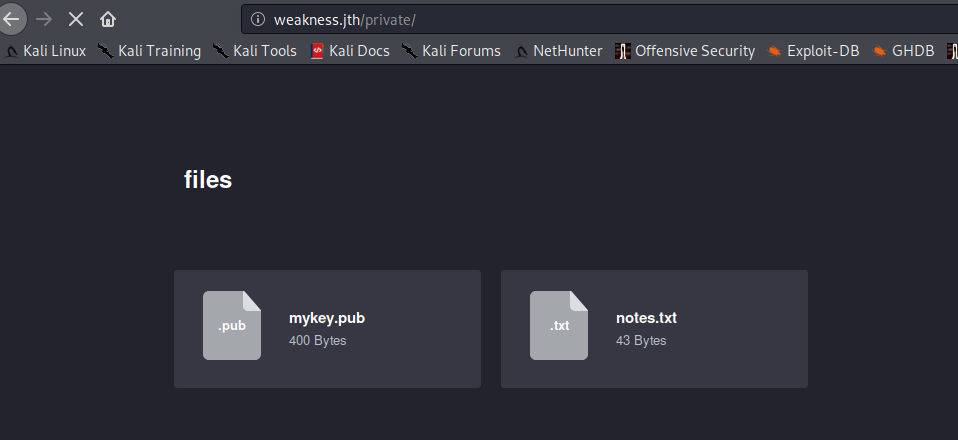 weakness.jth/private/
Kali Linux Kali Training Kali Tools Kali Docs Kali Forums NetHunter Offensive Security Exploit-DB GHDB
files
.pub mykey.pub
400 Bytes
.txt notes.txt
43 Bytes